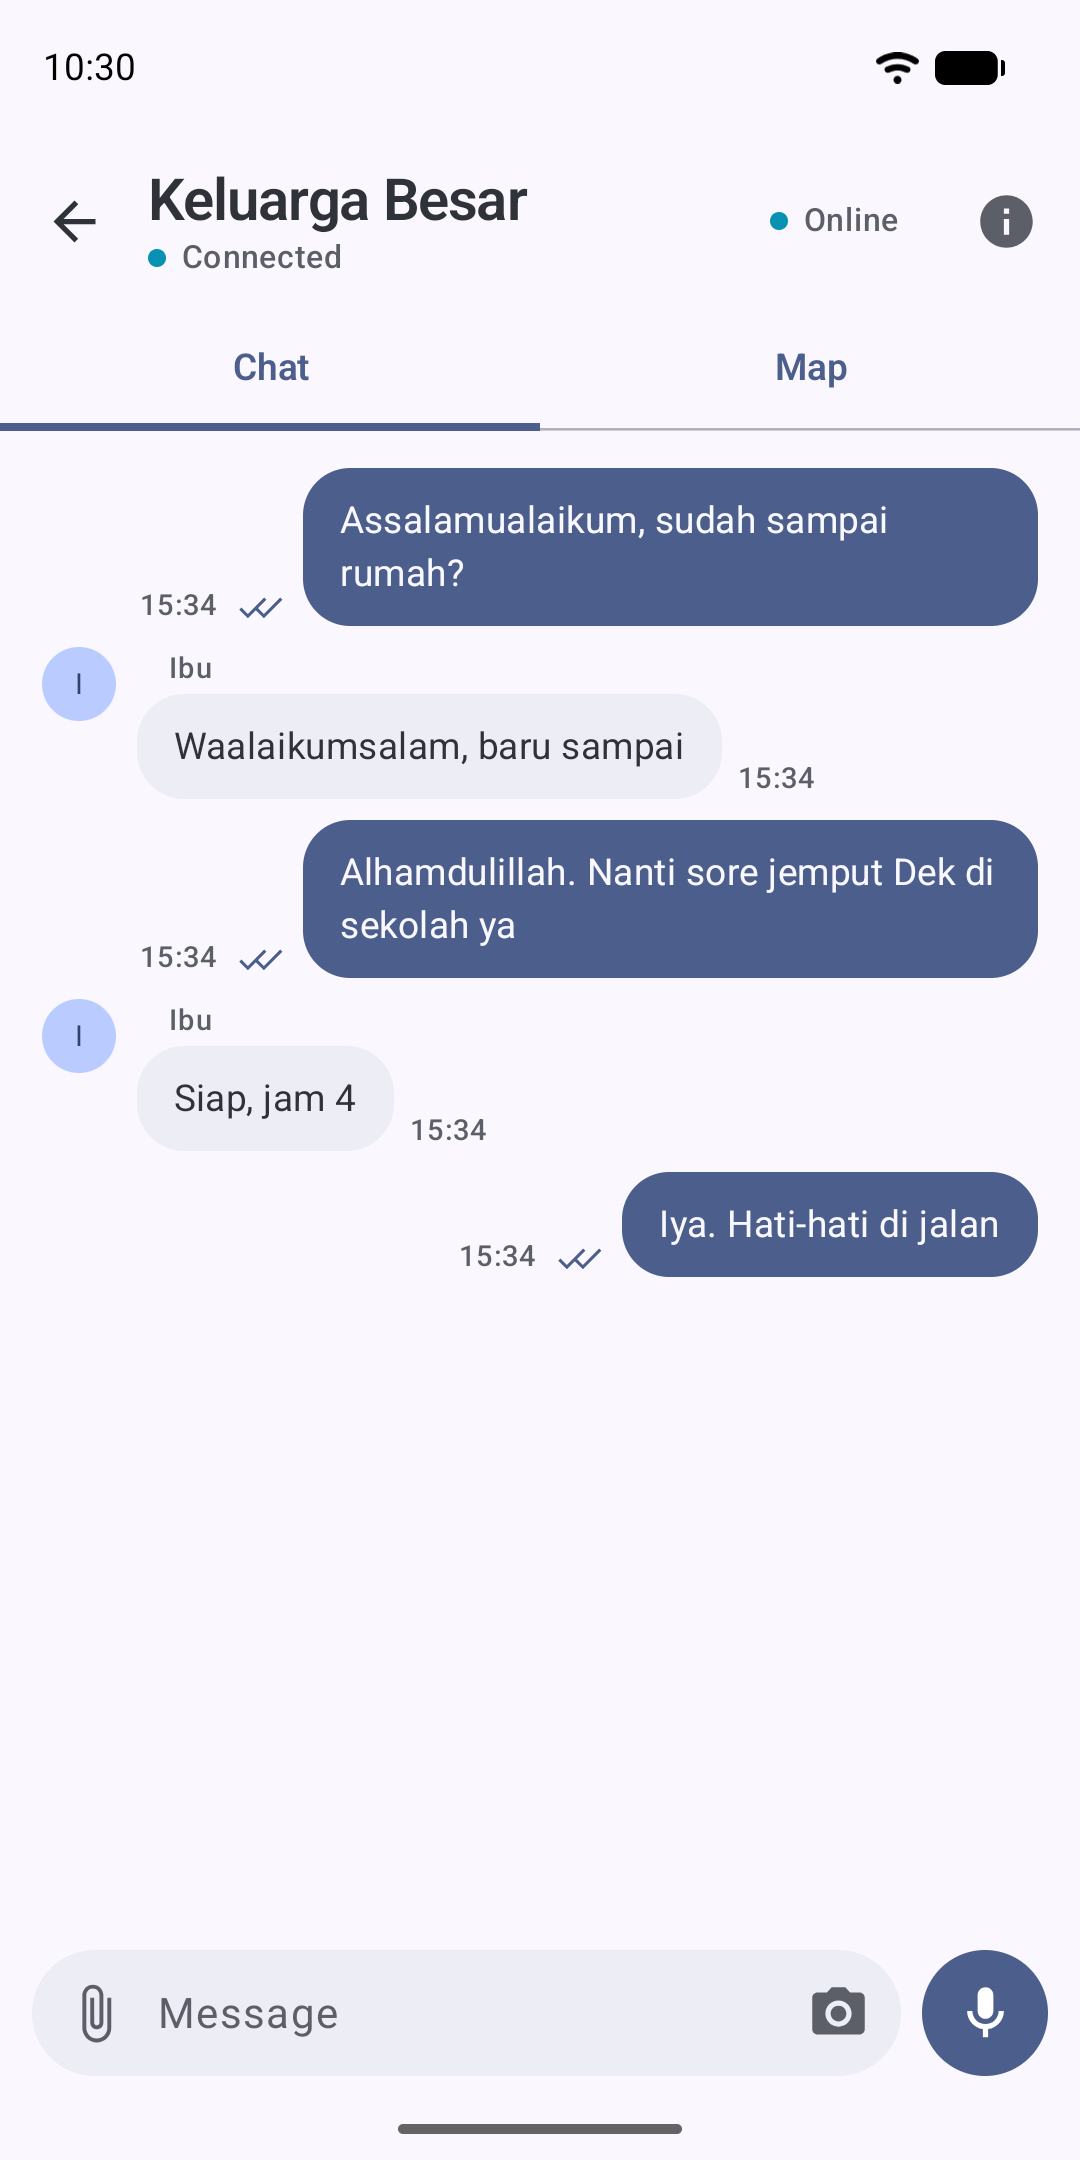 10:30
Keluarga Besar
Connected
Online
Chat
Map
Assalamualaikum, sudah sampai
rumah?
15:34
I
Ibu
Waalaikumsalam, baru sampai
15:34
Alhamdulillah. Nanti sore jemput Dek di
sekolah ya
15:34
I
Ibu
Siap, jam 4
15:34
Iya. Hati-hati di jalan
15:34
Message